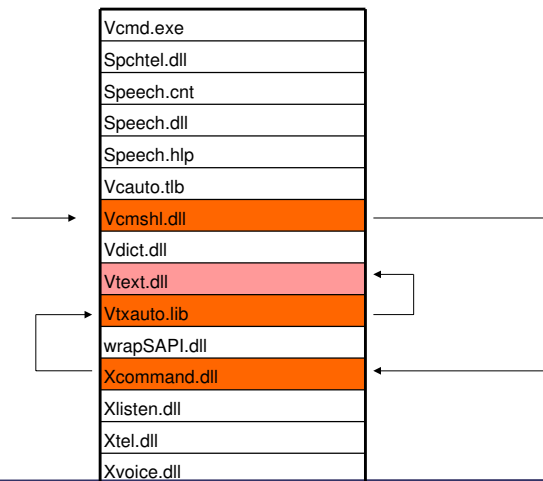 Vcmd.exe
Spchtel.dll
Speech.cnt
Speech.dll
Speech.hlp
Vcauto.tlb
Vcmshl.dll
Vdict.dll
Vtext.dll
Vtxauto.lib
wrapSAPI.dll
Xcommand.dll
Xlisten.dll
Xtel.dll
Xvoice.dll